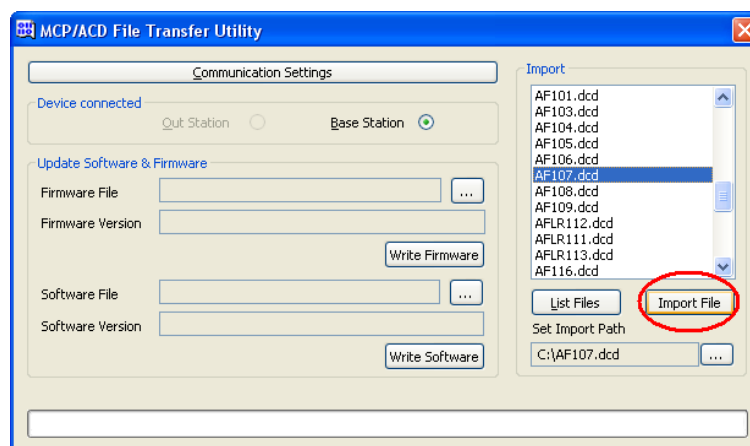 MCP/ACD File Transfer Utility
Communication Settings
Device connected
Out Station
Base Station
Update Software & Firmware
Firmware File
...
Firmware Version
Write Firmware
Software File
...
Software Version
Write Software
Import
AF101.dcd
AF103.dcd
AF104.dcd
AF105.dcd
AF106.dcd
AF107.dcd
AF108.dcd
AF109.dcd
AFLR112.dcd
AFLR111.dcd
AFLR113.dcd
AF116.dcd
List Files
Import File
Set Import Path
C:\AF107.dcd
...